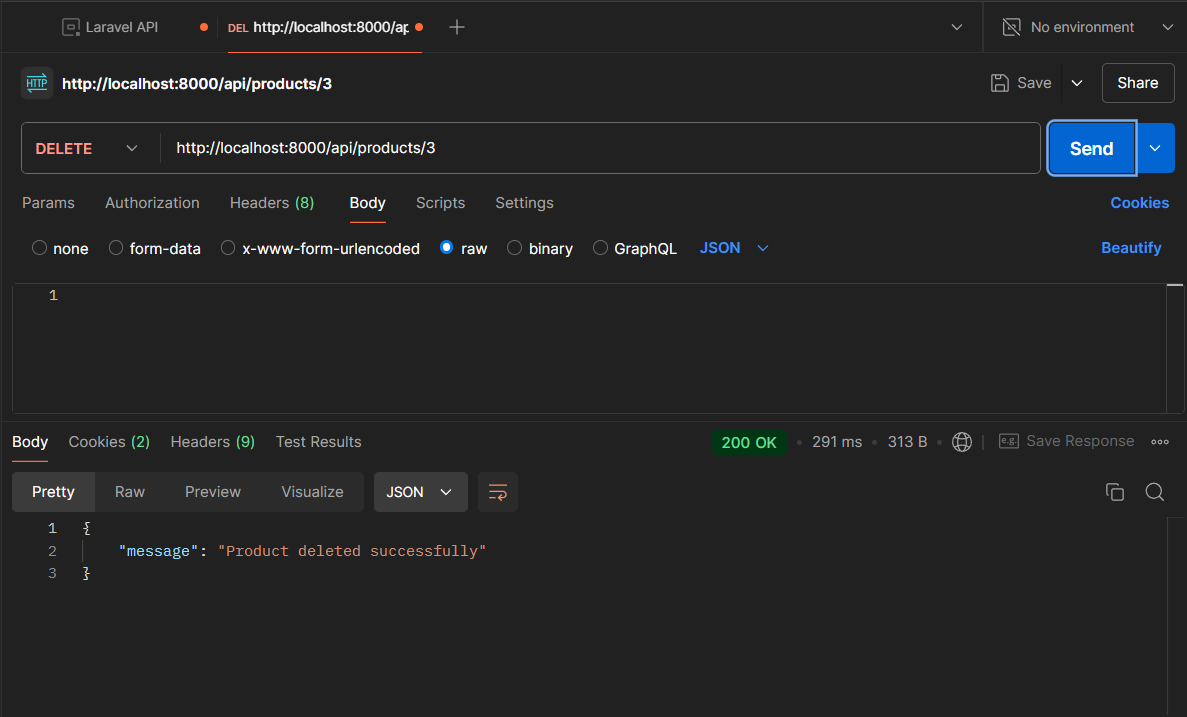 Laravel API DEL http://localhost:8000/ap No environment
HTTP http://localhost:8000/api/products/3 Save Share
DELETE http://localhost:8000/api/products/3 Send
Params Authorization Headers (8) Body Scripts Settings Cookies
none form-data x-www-form-urlencoded raw binary GraphQL JSON Beautify
1
Body Cookies (2) Headers (9) Test Results 200 OK • 291 ms • 313 B • e.g. Save Response
Pretty Raw Preview Visualize JSON
1 {
2 "message": "Product deleted successfully"
3 }